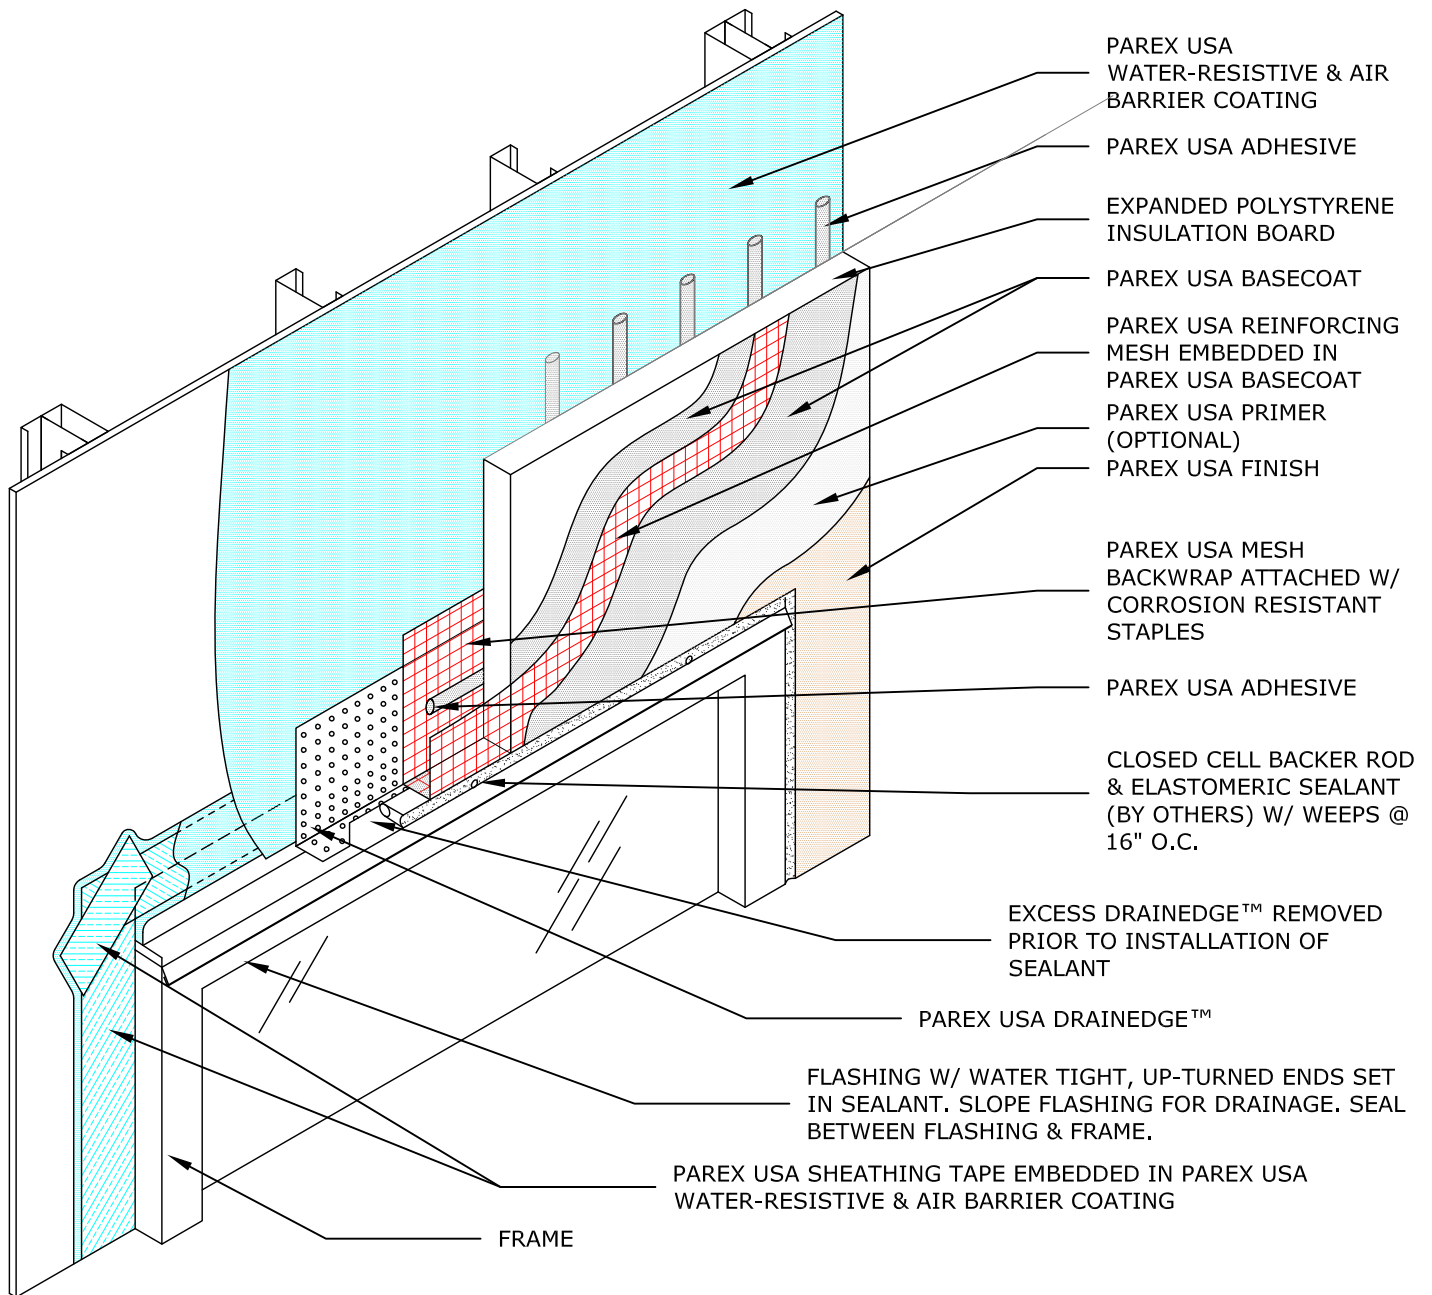 PAREX USA
WATER-RESISTIVE & AIR
BARRIER COATING
PAREX USA ADHESIVE
EXPANDED POLYSTYRENE
INSULATION BOARD
PAREX USA BASECOAT
PAREX USA REINFORCING
MESH EMBEDDED IN
PAREX USA BASECOAT
PAREX USA PRIMER
(OPTIONAL)
PAREX USA FINISH
PAREX USA MESH
BACKWRAP ATTACHED W/
CORROSION RESISTANT
STAPLES
PAREX USA ADHESIVE
CLOSED CELL BACKER ROD
& ELASTOMERIC SEALANT
(BY OTHERS) W/ WEEPS @
16" O.C.
EXCESS DRAINEDGE™ REMOVED
PRIOR TO INSTALLATION OF
SEALANT
PAREX USA DRAINEDGE™
FLASHING W/ WATER TIGHT, UP-TURNED ENDS SET
IN SEALANT. SLOPE FLASHING FOR DRAINAGE. SEAL
BETWEEN FLASHING & FRAME.
PAREX USA SHEATHING TAPE EMBEDDED IN PAREX USA
WATER-RESISTIVE & AIR BARRIER COATING
FRAME